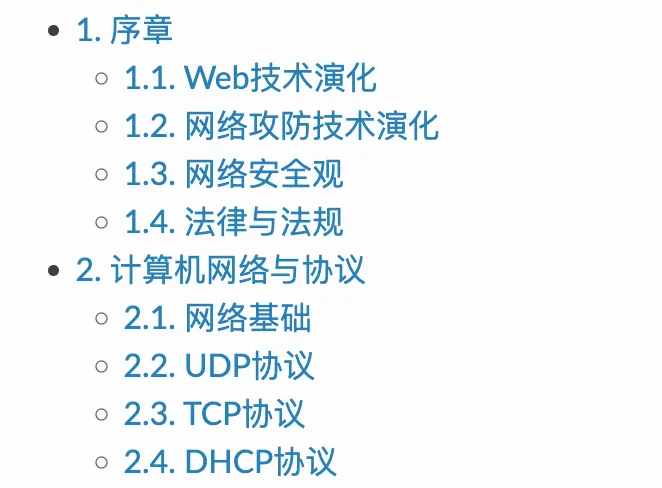 1. 序章
1.1. Web技术演化
1.2. 网络攻防技术演化
1.3. 网络安全观
1.4. 法律与法规
2. 计算机网络与协议
2.1. 网络基础
2.2. UDP协议
2.3. TCP协议
2.4. DHCP协议